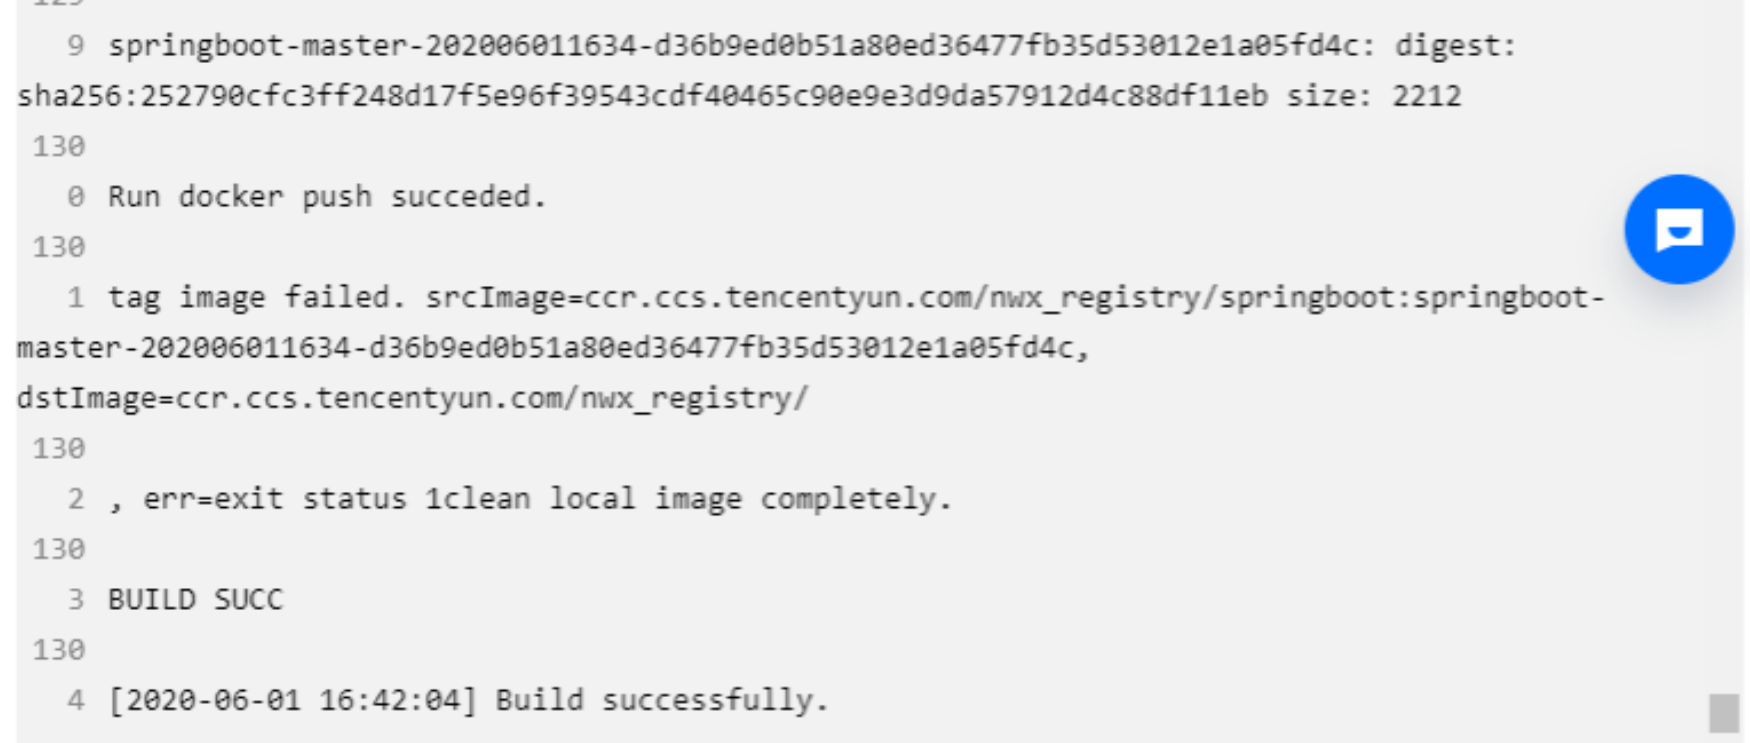 129
9 springboot-master-202006011634-d36b9ed0b51a80ed36477fb35d53012e1a05fd4c: digest:
sha256:252790cfc3ff248d17f5e96f39543cdf40465c90e9e3d9da57912d4c88df11eb size: 2212
130
0 Run docker push succeded.
130
1 tag image failed. srcImage=ccr.ccs.tencentyun.com/nwx_registry/springboot:springboot-
master-202006011634-d36b9ed0b51a80ed36477fb35d53012e1a05fd4c,
dstImage=ccr.ccs.tencentyun.com/nwx_registry/
130
2 , err=exit status 1clean local image completely.
130
3 BUILD SUCC
130
4 [2020-06-01 16:42:04] Build successfully.